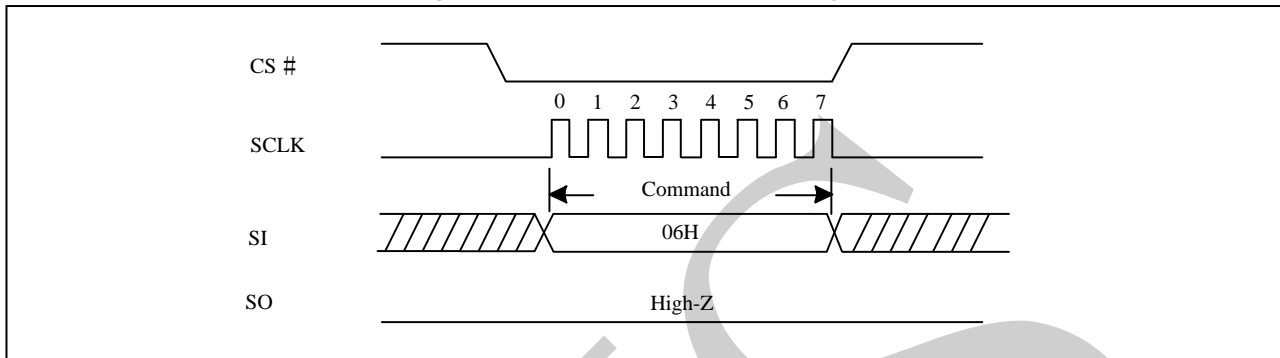 CS #
0 1 2 3 4 5 6 7
SCLK
Command
SI
06H
SO
High-Z